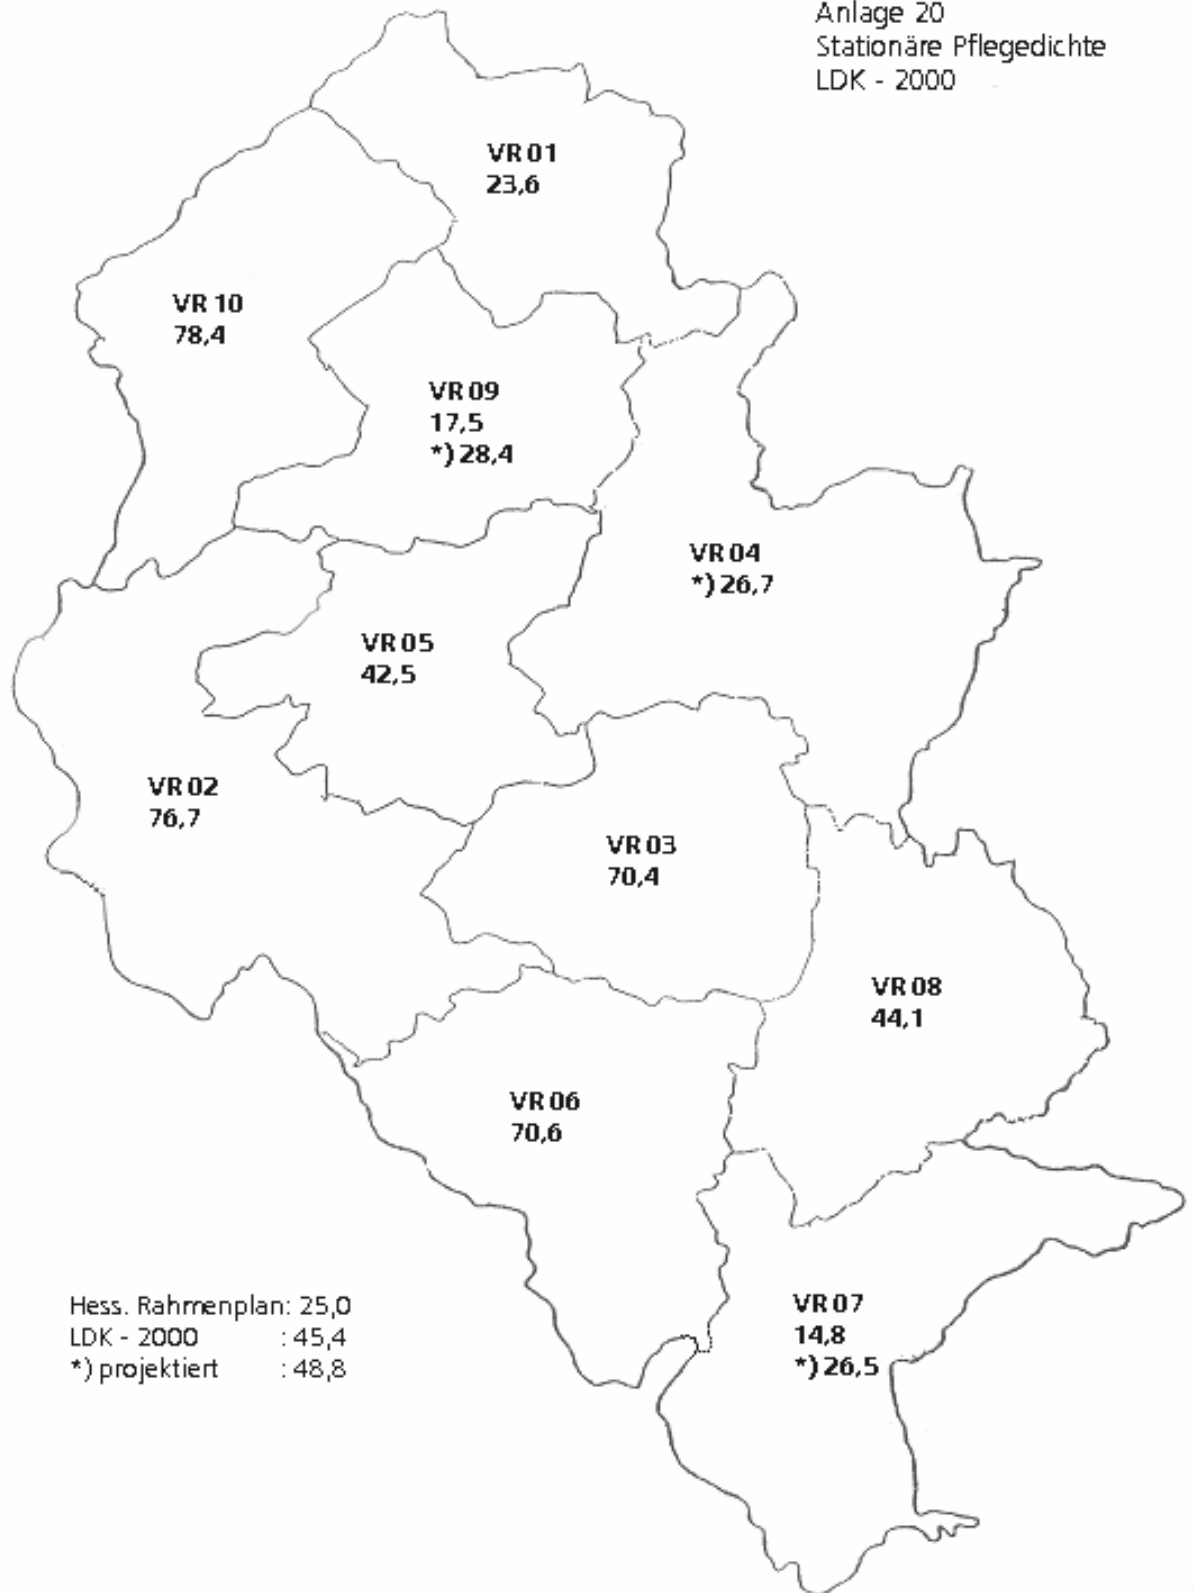 Anlage 20
Stationäre Pflegedichte
LDK - 2000
VR 01
23,6
VR 10
78,4
VR 09
17,5
*) 28,4
VR 04
*) 26,7
VR 05
42,5
VR 02
76,7
VR 03
70,4
VR 08
44,1
VR 06
70,6
VR 07
14,8
*) 26,5
Hess. Rahmenplan: 25,0
LDK - 2000 : 45,4
*) projektiert : 48,8